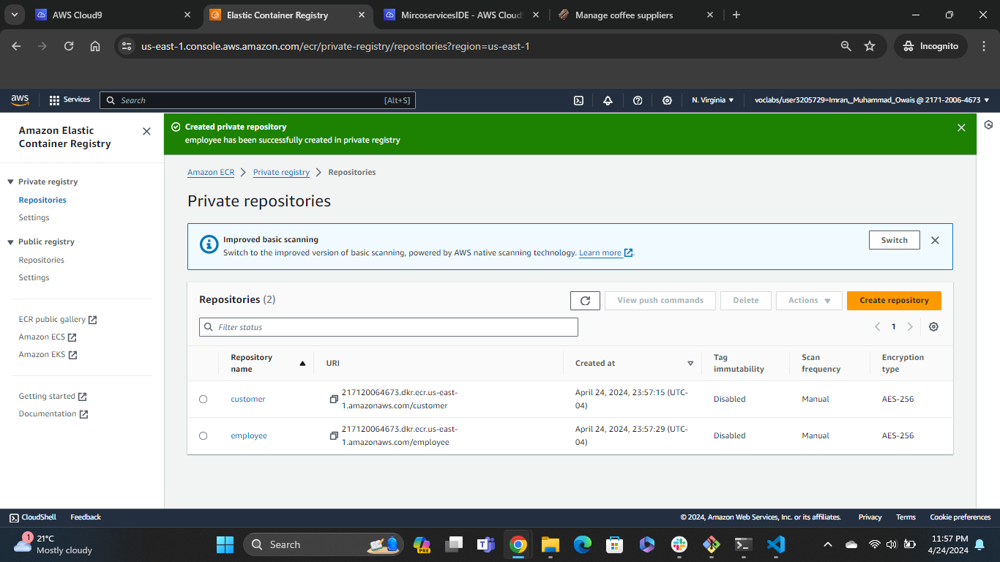 AWS Cloud9
Elastic Container Registry
MircoservicesIDE - AWS Cloud
Manage coffee suppliers
us-east-1.console.aws.amazon.com/ecr/private-registry/repositories?region=us-east-1
Incognito
aws
Services
Search
[Alt+S]
N. Virginia
voclabs/user3205729=Imran,_Muhammad_Owais @ 2171-2006-4673
Amazon Elastic
Container Registry
Private registry
Repositories
Settings
Public registry
Repositories
Settings
ECR public gallery
Amazon ECS
Amazon EKS
Getting started
Documentation
Created private repository
employee has been successfully created in private registry
Amazon ECR
Private registry
Repositories
Private repositories
Improved basic scanning
Switch to the improved version of basic scanning, powered by AWS native scanning technology. Learn more.
Switch
Repositories (2)
View push commands
Delete
Actions
Create repository
Filter status
1
Repository
name
URI
Created at
Tag
immutability
Scan
frequency
Encryption
type
customer
217120064673.dkr.ecr.us-east-
1.amazonaws.com/customer
April 24, 2024, 23:57:15 (UTC-
04)
Disabled
Manual
AES-256
employee
217120064673.dkr.ecr.us-east-
1.amazonaws.com/employee
April 24, 2024, 23:57:29 (UTC-
04)
Disabled
Manual
AES-256
CloudShell
Feedback
© 2024, Amazon Web Services, Inc. or its affiliates.
Privacy
Terms
Cookie preferences
1
21°C
Mostly cloudy
Search
PRE
11:57 PM
4/24/2024